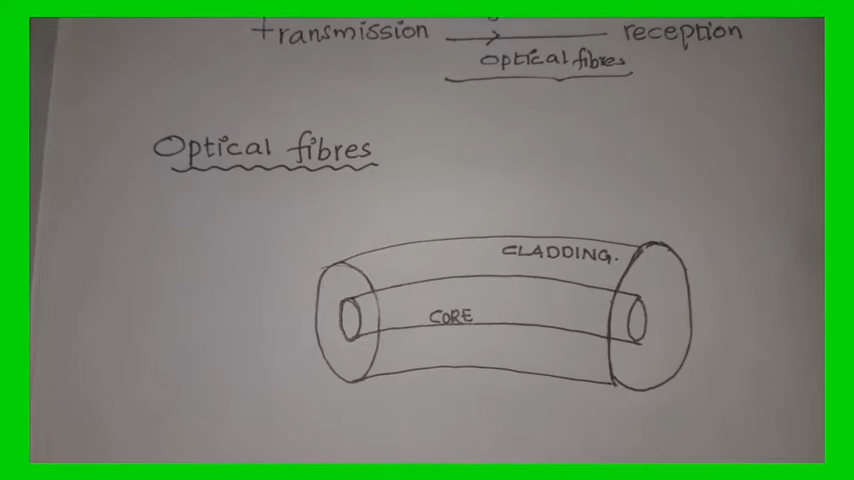 transmission → reception
Optical fibres
Optical fibres
CLADDING.
CORE